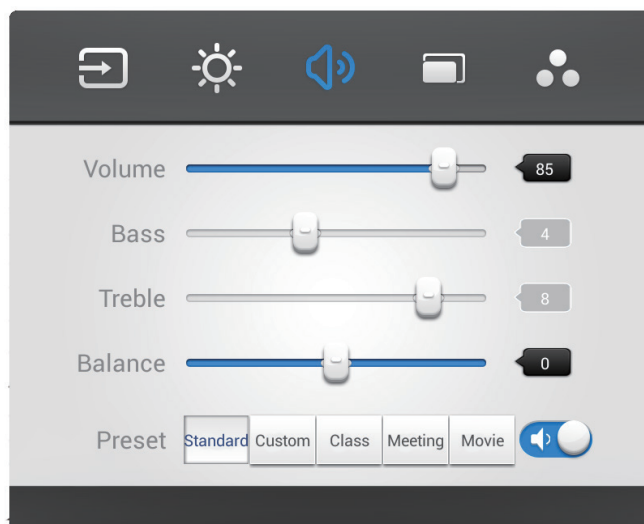 Volume 85
Bass 4
Treble 8
Balance 0
Preset Standard Custom Class Meeting Movie